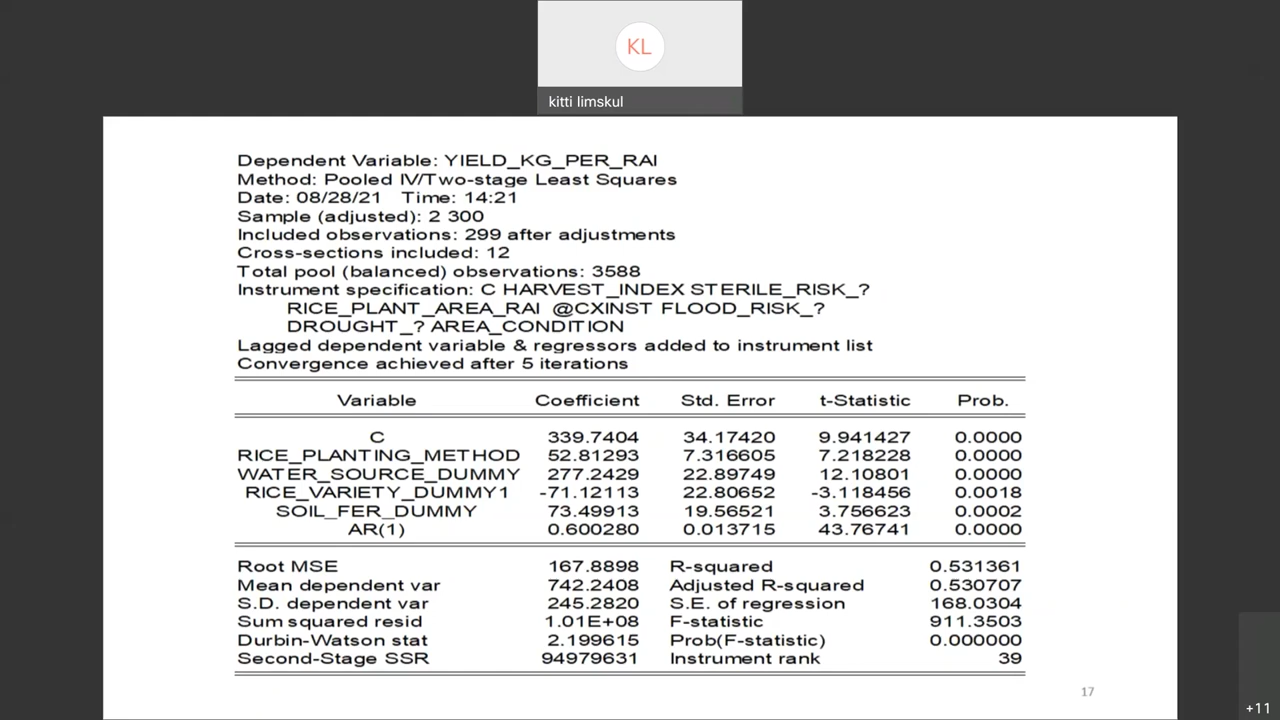 KL
kitti limskul
Dependent Variable: YIELD_KG_PER_RAI
Method: Pooled IV/Two-stage Least Squares
Date: 08/28/21 Time: 14:21
Sample (adjusted): 2 300
Included observations: 299 after adjustments
Cross-sections included: 12
Total pool (balanced) observations: 3588
Instrument specification: C HARVEST_INDEX STERILE_RISK_?
RICE_PLANT_AREA_RAI @CXINST FLOOD_RISK_?
DROUGHT_? AREA_CONDITION
Lagged dependent variable & regressors added to instrument list
Convergence achieved after 5 iterations
Variable Coefficient Std. Error t-Statistic Prob.
C 339.7404 34.17420 9.941427 0.0000
RICE_PLANTING_METHOD 52.81293 7.316605 7.218228 0.0000
WATER_SOURCE_DUMMY 277.2429 22.89749 12.10801 0.0000
RICE_VARIETY_DUMMY1 -71.12113 22.80652 -3.118456 0.0018
SOIL_FER_DUMMY 73.49913 19.56521 3.756623 0.0002
AR(1) 0.600280 0.013715 43.76741 0.0000
Root MSE 167.8898 R-squared 0.531361
Mean dependent var 742.2408 Adjusted R-squared 0.530707
S.D. dependent var 245.2820 S.E. of regression 168.0304
Sum squared resid 1.01E+08 F-statistic 911.3503
Durbin-Watson stat 2.199615 Prob(F-statistic) 0.000000
Second-Stage SSR 94979631 Instrument rank 39
17
+11